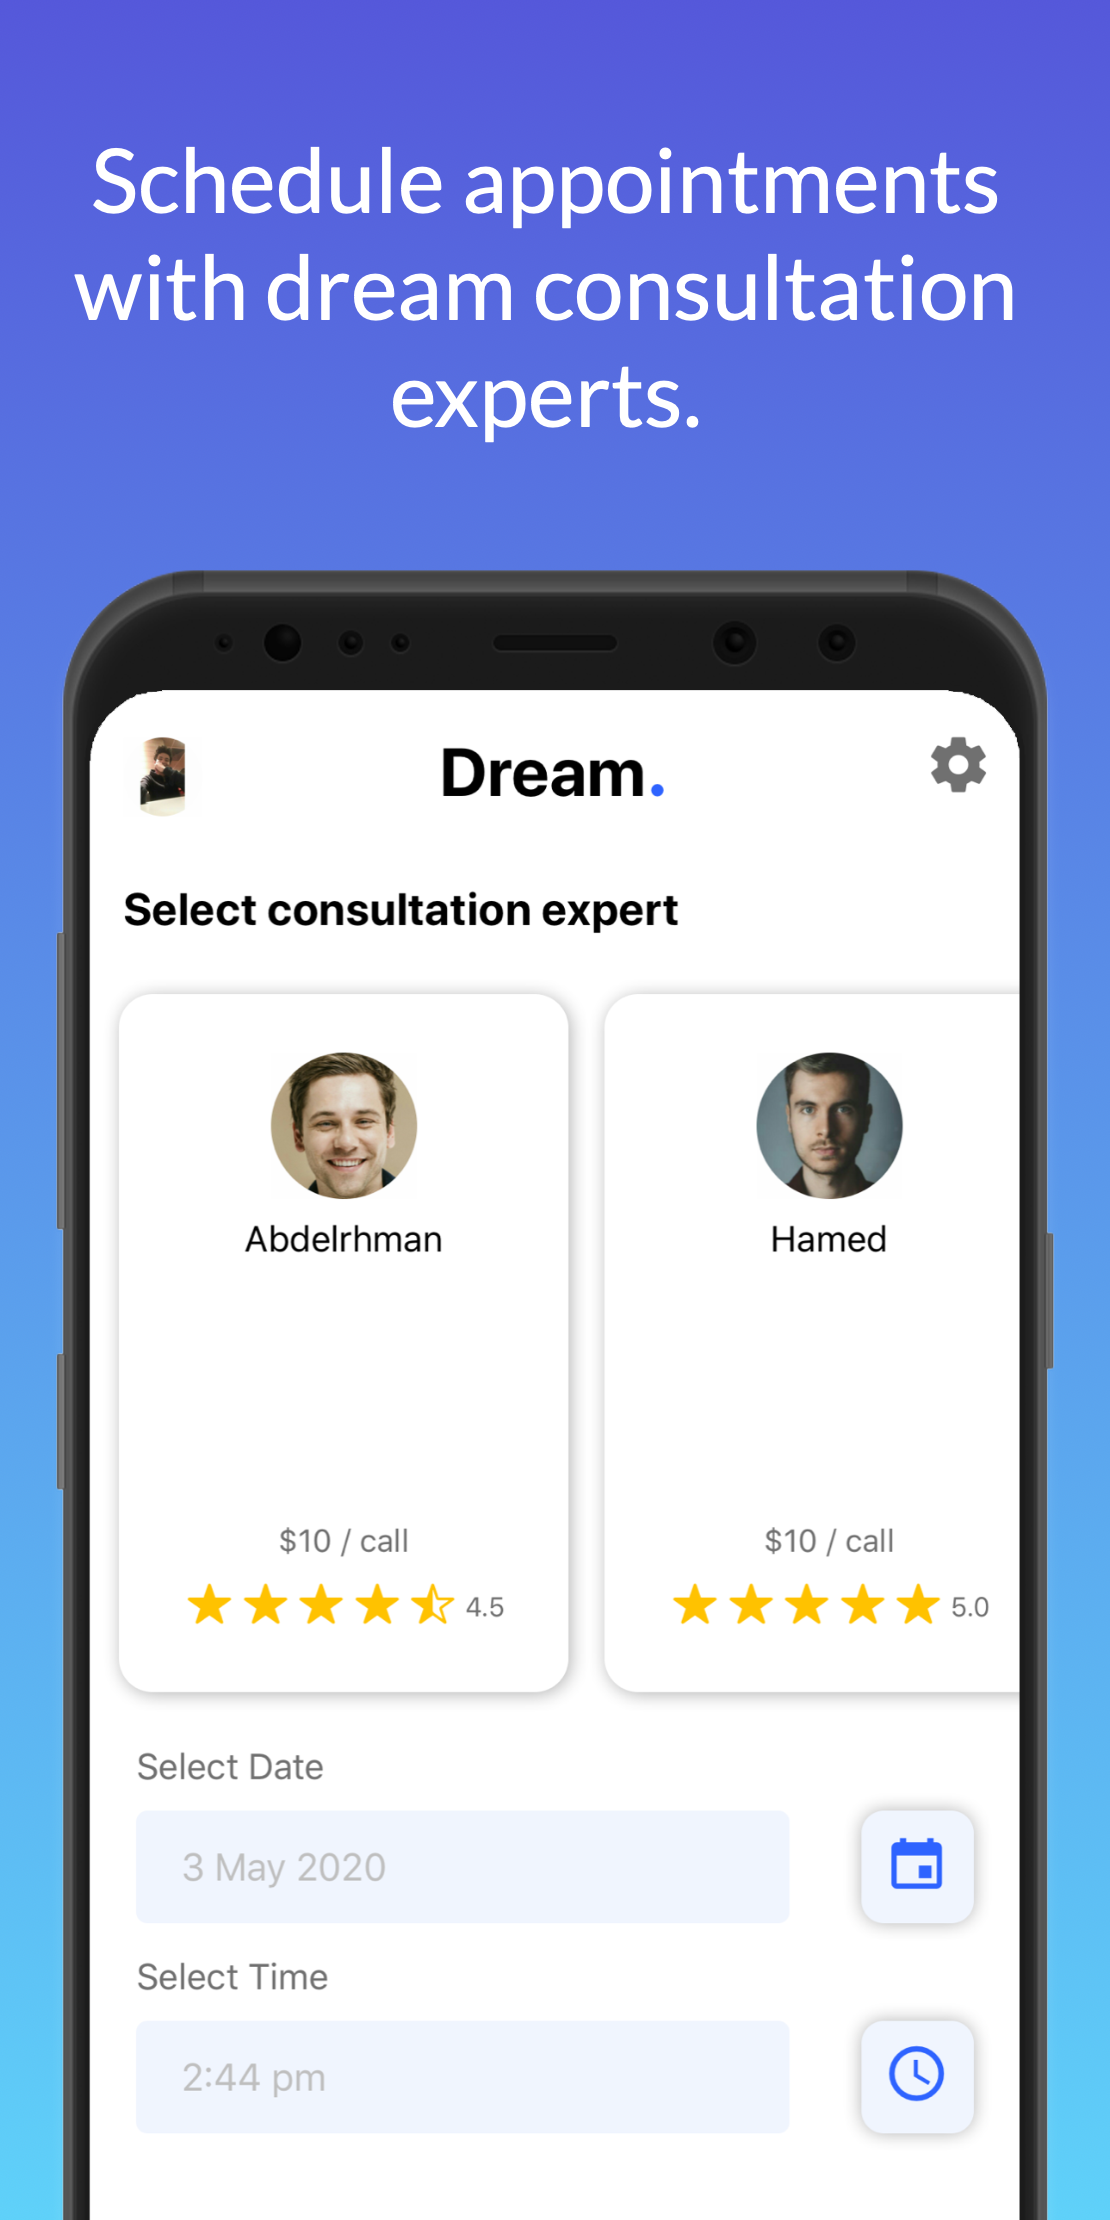 Schedule appointments
with dream consultation
experts.
Dream.
Select consultation expert
Abdelrhman
Hamed
$10 / call
$10 / call
4.5
5.0
Select Date
3 May 2020
Select Time
2:44 pm